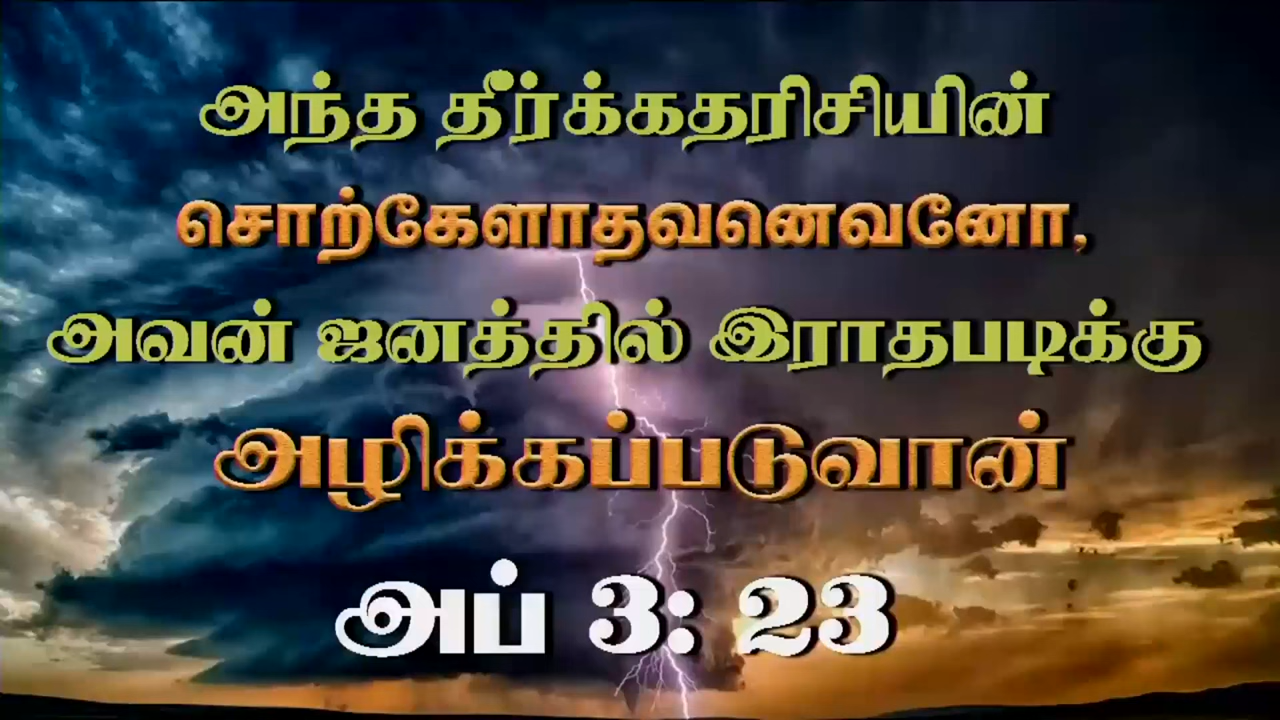 அந்த தீர்க்கதரிசியின்
சொற்கேளாதவனெவனோ,
அவன் ஜனத்தில் இராதபடிக்கு
அழிக்கப்படுவான்
அப் 3: 23